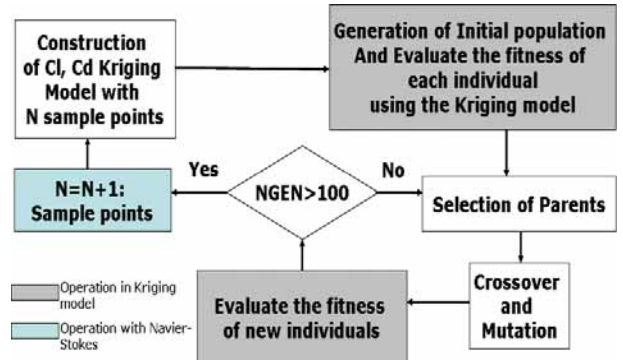 Construction
of Cl, Cd Kriging
Model with
N sample points
Generation of Initial population
And Evaluate the fitness of
each individual
using the Kriging model
Yes
No
N=N+1:
Sample points
NGEN>100
Selection of Parents
Operation in Kriging
model
Operation with Navier-
Stokes
Evaluate the fitness
of new individuals
Crossover
and
Mutation